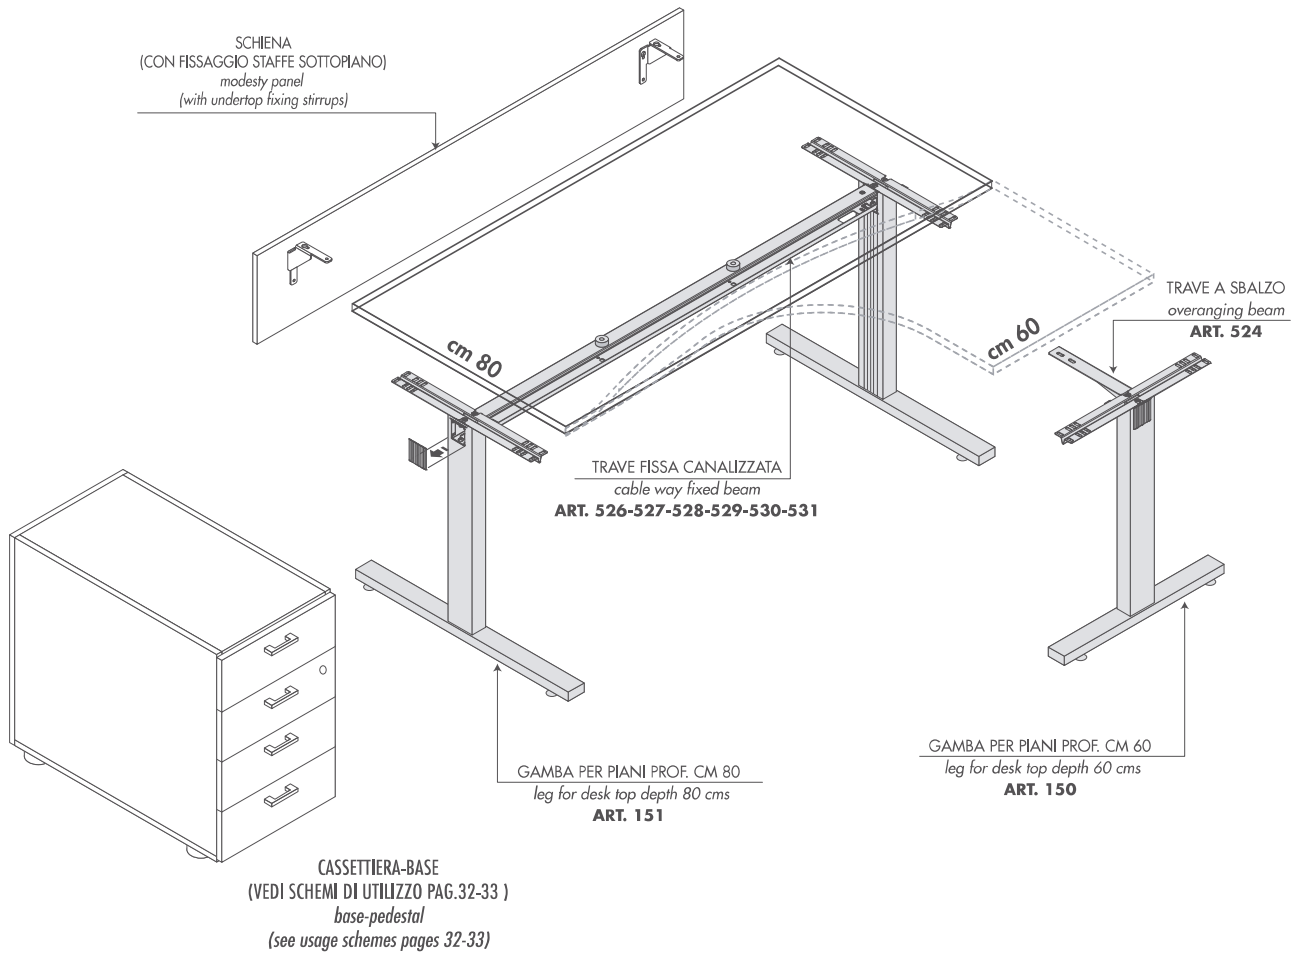 SCHIENA
(CON FISSAGGIO STAFFE SOTTOPIANO)
modesty panel
(with undertop fixing stirrups)
cm 80
cm 60
TRAVE A SBALZO
overanging beam
ART. 524
TRAVE FISSA CANALIZZATA
cable way fixed beam
ART. 526-527-528-529-530-531
GAMBA PER PIANI PROF. CM 80
leg for desk top depth 80 cms
ART. 151
GAMBA PER PIANI PROF. CM 60
leg for desk top depth 60 cms
ART. 150
CASSETTIERA-BASE
(VEDI SCHEMI DI UTILIZZO PAG.32-33 )
base-pedestal
(see usage schemes pages 32-33)